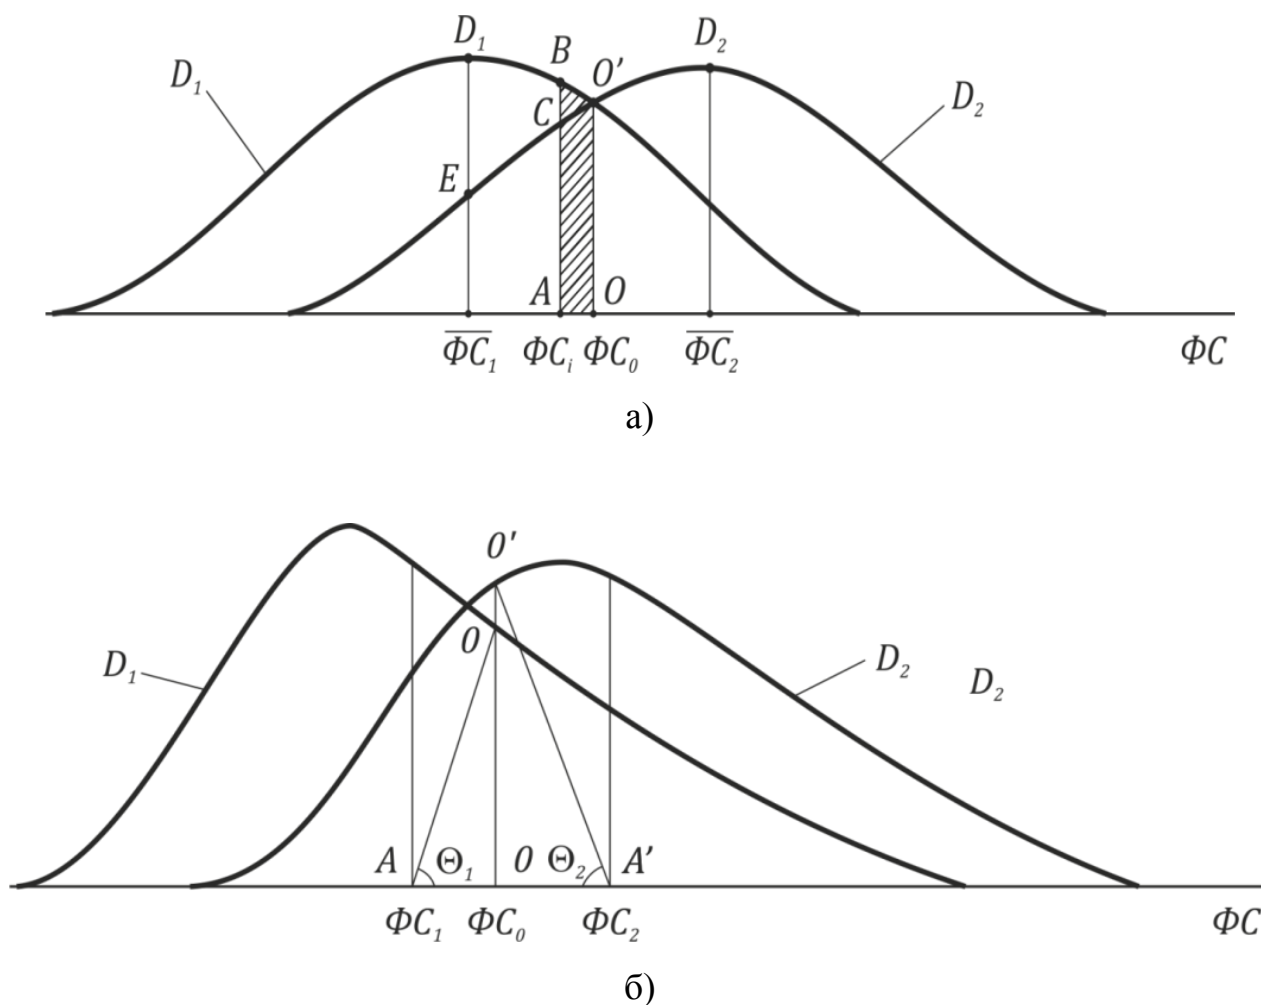 D₁ B D₂
D₁ O’ D₂
C
E
A O
ΦC₁ ΦCᵢ ΦC₀ ΦC₂ ΦC
а)
O'
O
D₁ D₂ D₂
A Θ₁ 0 Θ₂ A’
ΦC₁ ΦC₀ ΦC₂ ΦC
б)